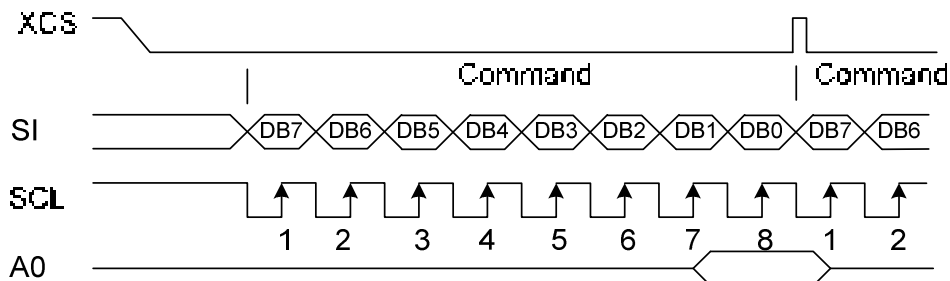 XCS
Command Command
SI DB7 DB6 DB5 DB4 DB3 DB2 DB1 DB0 DB7 DB6
SCL
1 2 3 4 5 6 7 8 1 2
A0